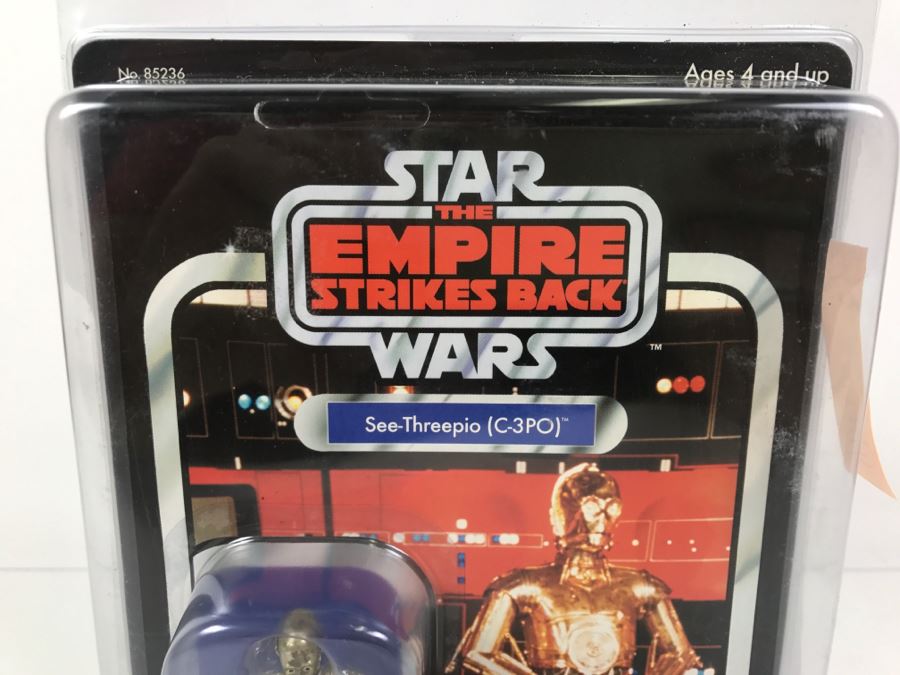 No. 85236
Ages 4 and up
STAR
THE
EMPIRE
STRIKES BACK
WARS
TM
See-Threepio (C-3PO)™